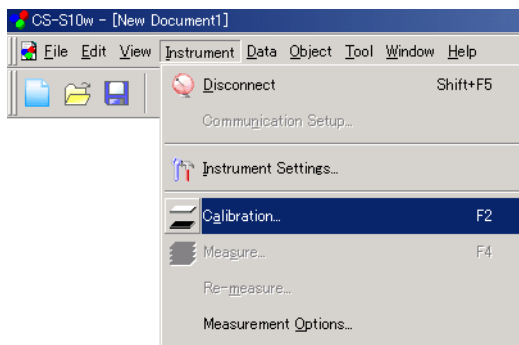 CS-S10w - [New Document1]
File Edit View Instrument Data Object Tool Window Help
Disconnect Shift+F5
Communication Setup...
Instrument Settings...
Calibration... F2
Measure... F4
Re-measure...
Measurement Options...